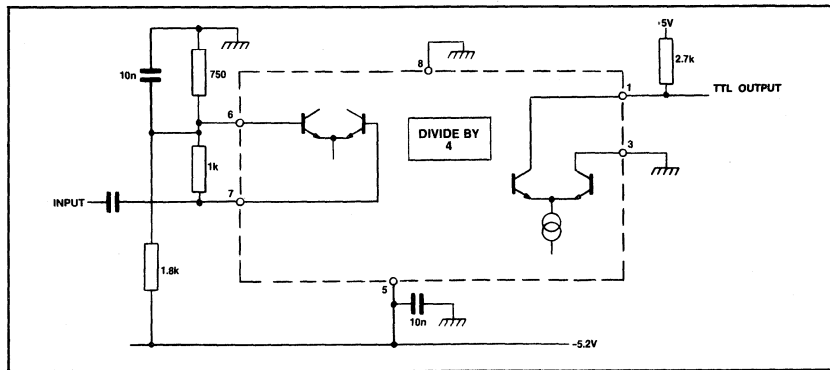 +5V
2.7k
8
10n
750
1
TTL OUTPUT
6
DIVIDE BY
4
3
1k
INPUT
7
1.8k
5
10n
-5.2V